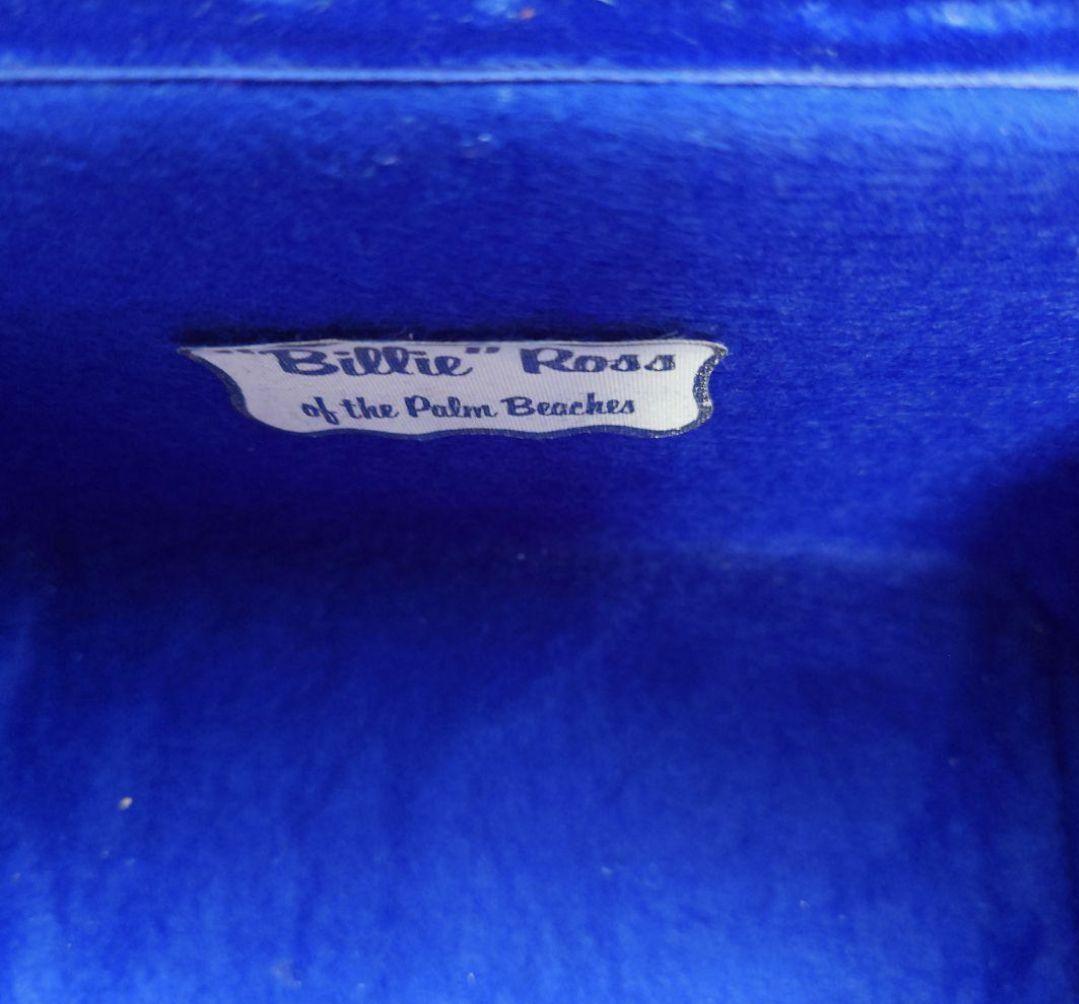 "Billie" Ross
of the Palm Beaches